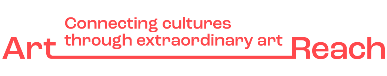 Connecting cultures
through extraordinary art
Art Reach